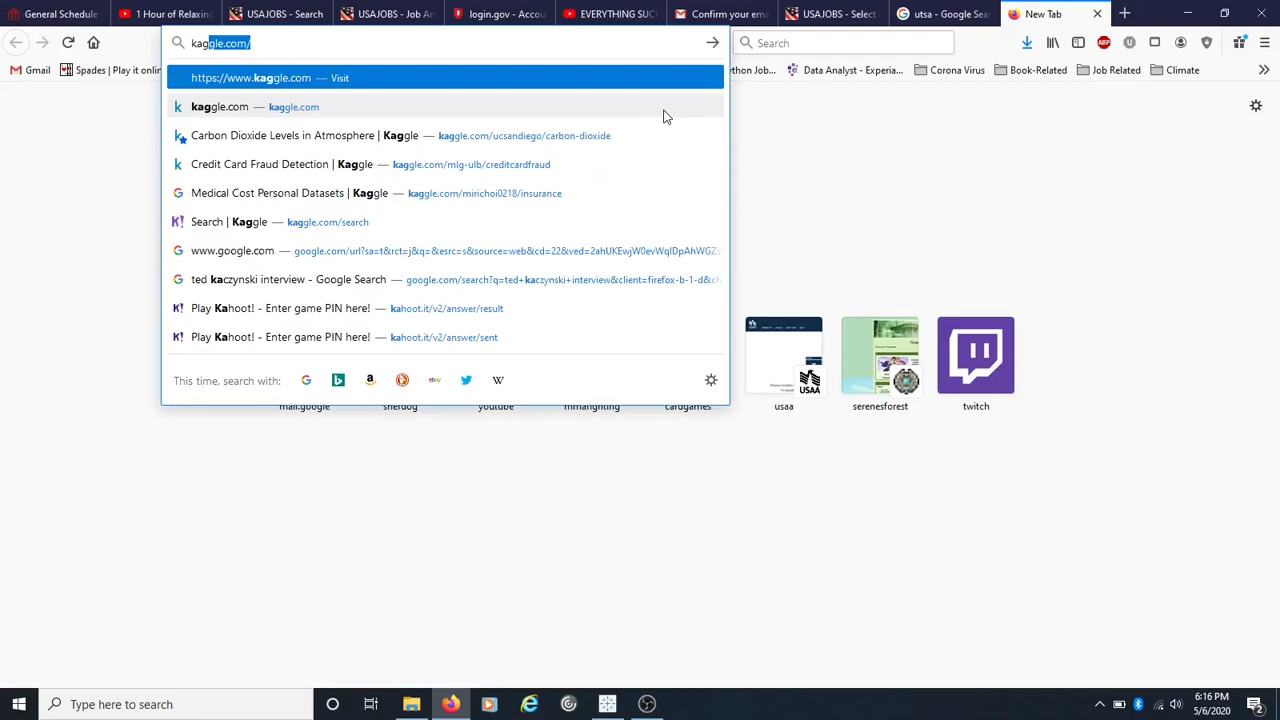 General Schedule
1 Hour of Relaxin
USAJOBS - Search
USAJOBS - Job An
login.gov - Accou
EVERYTHING SUC
Confirm your ema
USAJOBS - Select
utsa - Google Sear
New Tab
kaggle.com/
Search
Gmail
Spades | Play it onlin
ython Job...
Data Analyst - Experia...
Corona Virus
Book-Related
Job Related
Climate
https://www.kaggle.com — Visit
kaggle.com — kaggle.com
Carbon Dioxide Levels in Atmosphere | Kaggle — kaggle.com/ucsandiego/carbon-dioxide
Credit Card Fraud Detection | Kaggle — kaggle.com/mlg-ulb/creditcardfraud
Medical Cost Personal Datasets | Kaggle — kaggle.com/mirichoi0218/insurance
Search | Kaggle — kaggle.com/search
www.google.com — google.com/url?sa=t&rct=j&q=&esrc=s&source=web&cd=22&ved=2ahUKEwjW0evWqlDpAhWGZs
ted kaczynski interview - Google Search — google.com/search?q=ted+kaczynski+interview&client=firefox-b-1-d&ch
Play Kahoot! - Enter game PIN here! — kahoot.it/v2/answer/result
Play Kahoot! - Enter game PIN here! — kahoot.it/v2/answer/sent
This time, search with:
ebay
W
USAA
mail.google
sherdog
youtube
mmafighting
cardgames
usaa
serenesforest
twitch
Type here to search
6:16 PM
5/6/2020
2